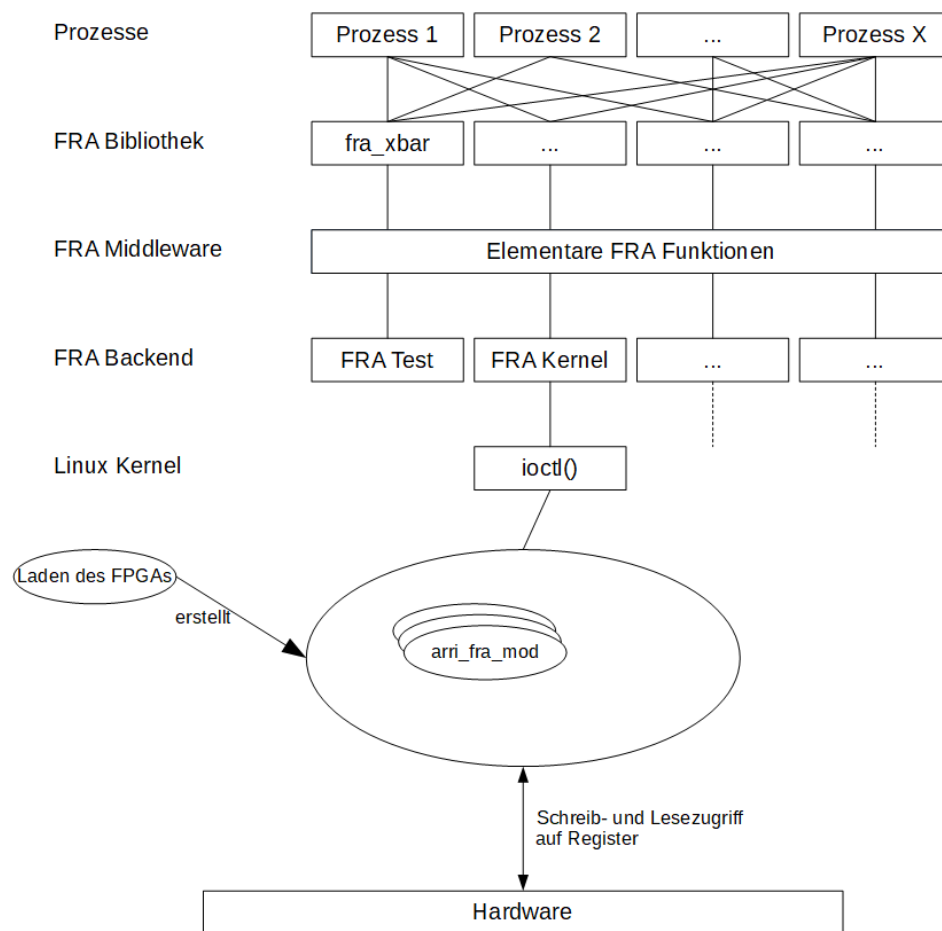 Prozesse
Prozess 1
Prozess 2
...
Prozess X
FRA Bibliothek
fra_xbar
...
...
...
FRA Middleware
Elementare FRA Funktionen
FRA Backend
FRA Test
FRA Kernel
...
...
Linux Kernel
ioctl()
Laden des FPGAs
erstellt
arri_fra_mod
Schreib- und Lesezugriff
auf Register
Hardware